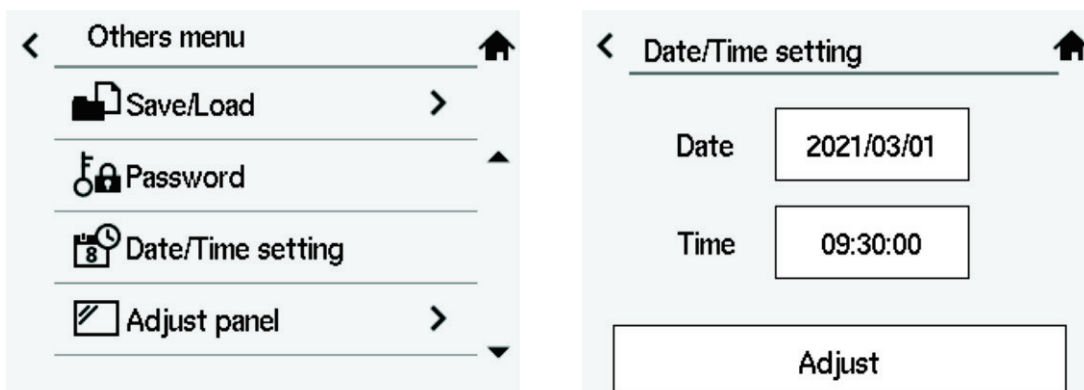 Others menu
Save/Load
Password
8
Date/Time setting
Adjust panel
Date/Time setting
Date 2021/03/01
Time 09:30:00
Adjust